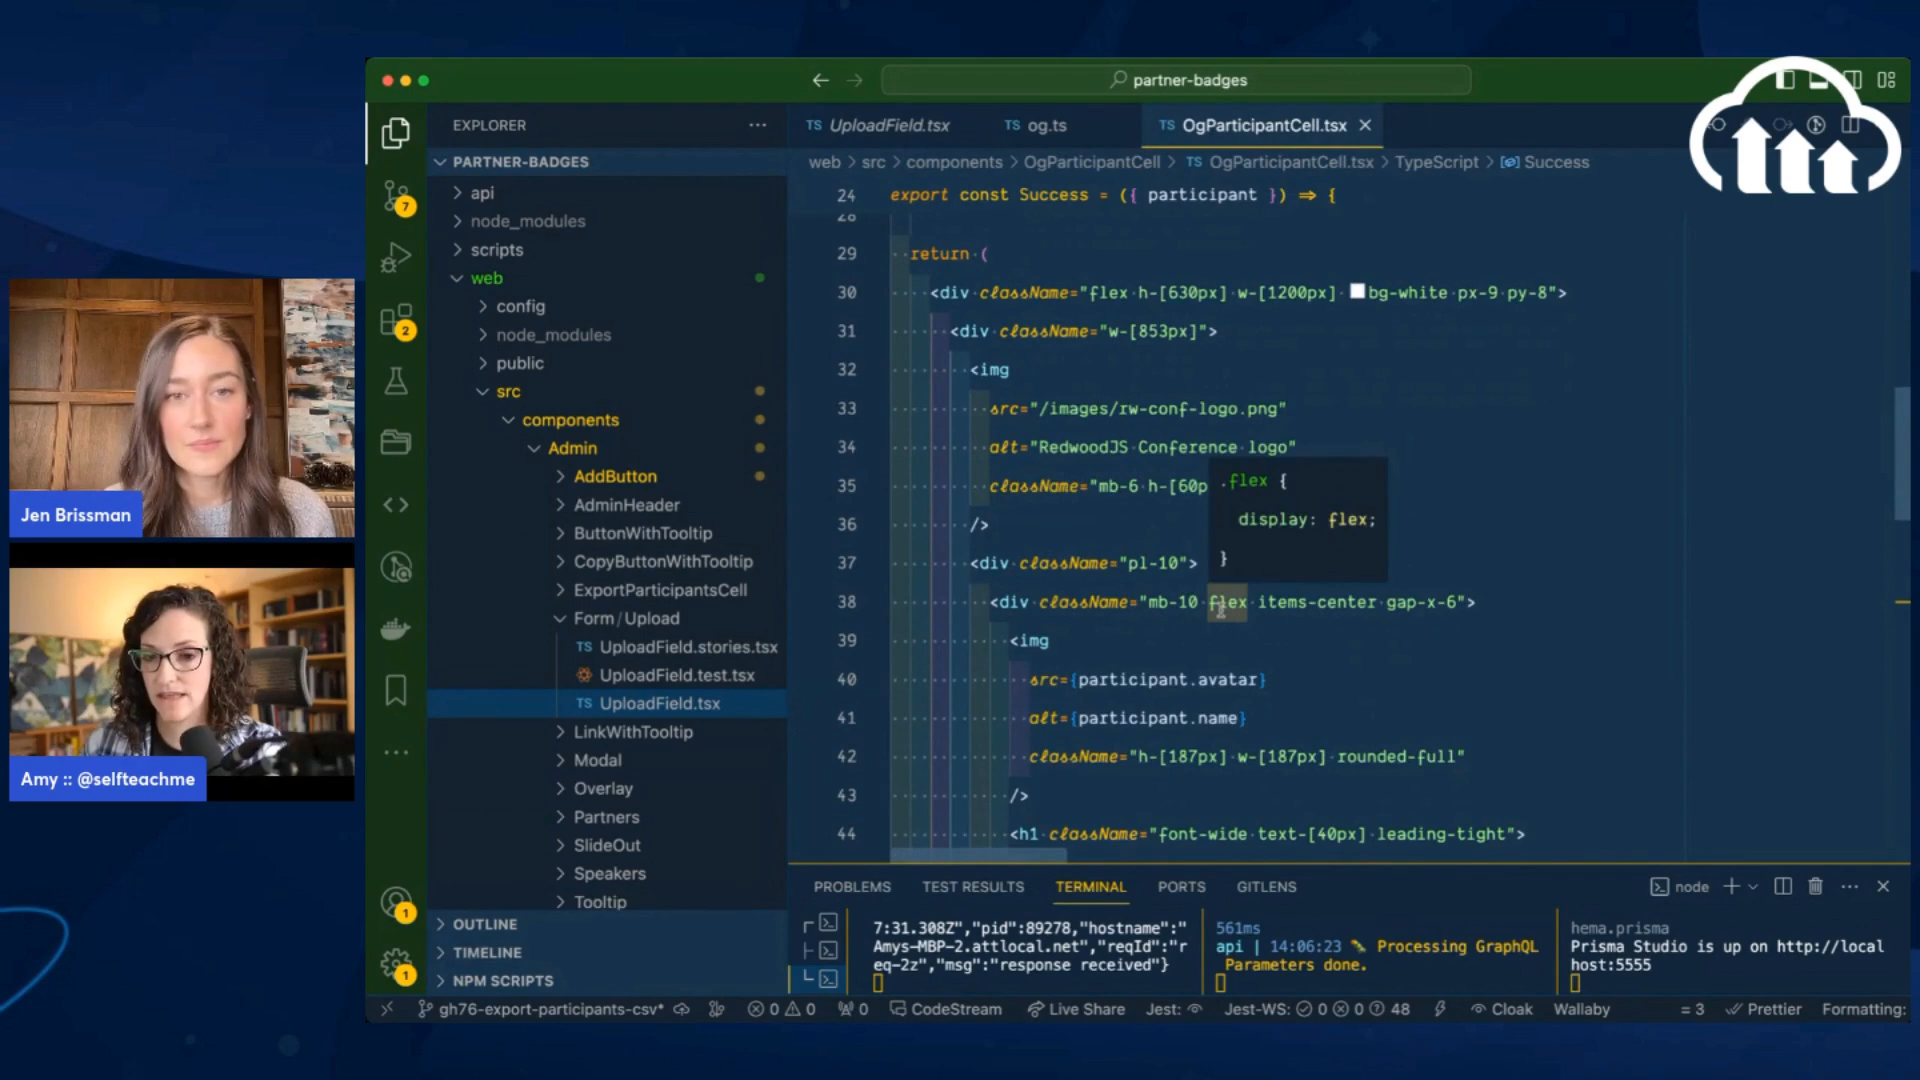 partner-badges
EXPLORER
PARTNER-BADGES
api
node_modules
scripts
web
config
node_modules
public
src
components
Admin
AddButton
AdminHeader
ButtonWithTooltip
CopyButtonWithTooltip
ExportParticipantsCell
Form/Upload
TS UploadField.stories.tsx
UploadField.test.tsx
TS UploadField.tsx
LinkWithTooltip
Modal
Overlay
Partners
SlideOut
Speakers
Tooltip
OUTLINE
TIMELINE
NPM SCRIPTS
7
2
1
1
TS UploadField.tsx TS og.ts TS OgParticipantCell.tsx
web > src > components > OgParticipantCell > TS OgParticipantCell.tsx > TypeScript > Success
24 export const Success = ({ participant }) ⇒ {
28
29 return (
30 <div className="flex h-[630px] w-[1200px] bg-white px-9 py-8">
31 <div className="w-[853px]">
32 <img
33 src="/images/rw-conf-logo.png"
34 alt="RedwoodJS Conference logo"
35 className="mb-6 h-[60p
36 />
37 <div className="pl-10">
38 <div className="mb-10 flex items-center gap-x-6">
39 <img
40 src={participant.avatar}
41 alt={participant.name}
42 className="h-[187px] w-[187px] rounded-full"
43 />
44 <h1 className="font-wide text-[40px] leading-tight">
.flex {
display: flex;
}
PROBLEMS TEST RESULTS TERMINAL PORTS GITLENS
node
7:31.308Z","pid":89278,"hostname":"
Amys-MBP-2.attlocal.net","reqId":"r
eq-2z","msg":"response received"}
561ms
api | 14:06:23 Processing GraphQL
Parameters done.
hema.prisma
Prisma Studio is up on http://local
host:5555
gh76-export-participants-csv* 0 0 0 CodeStream Live Share Jest: Jest-WS: 0 0 48 Cloak Wallaby = 3 Prettier Formatting:
Jen Brissman
Amy :: @selfteachme